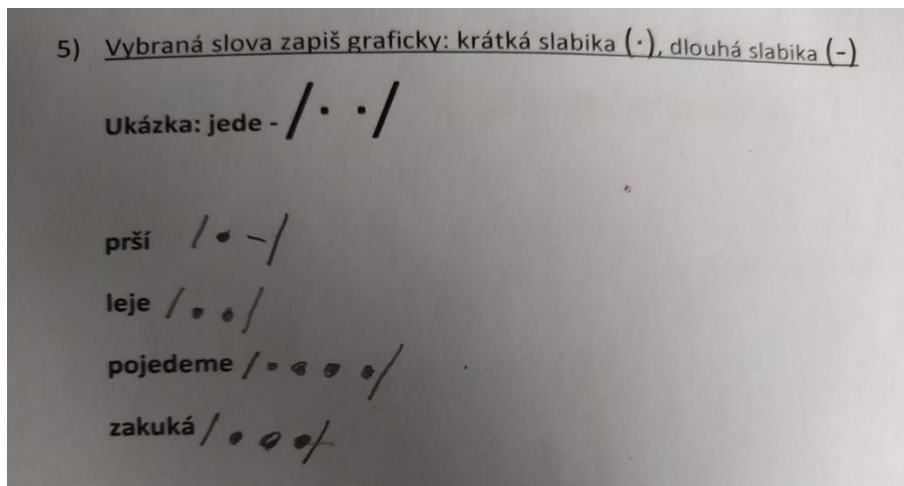 5) Vybraná slova zapiš graficky: krátká slabika (·), dlouhá slabika (-)
Ukázka: jede - /· ·/
prší /· -/
leje /· ·/
pojedeme /· · · ·/
zakuká /· · ·/